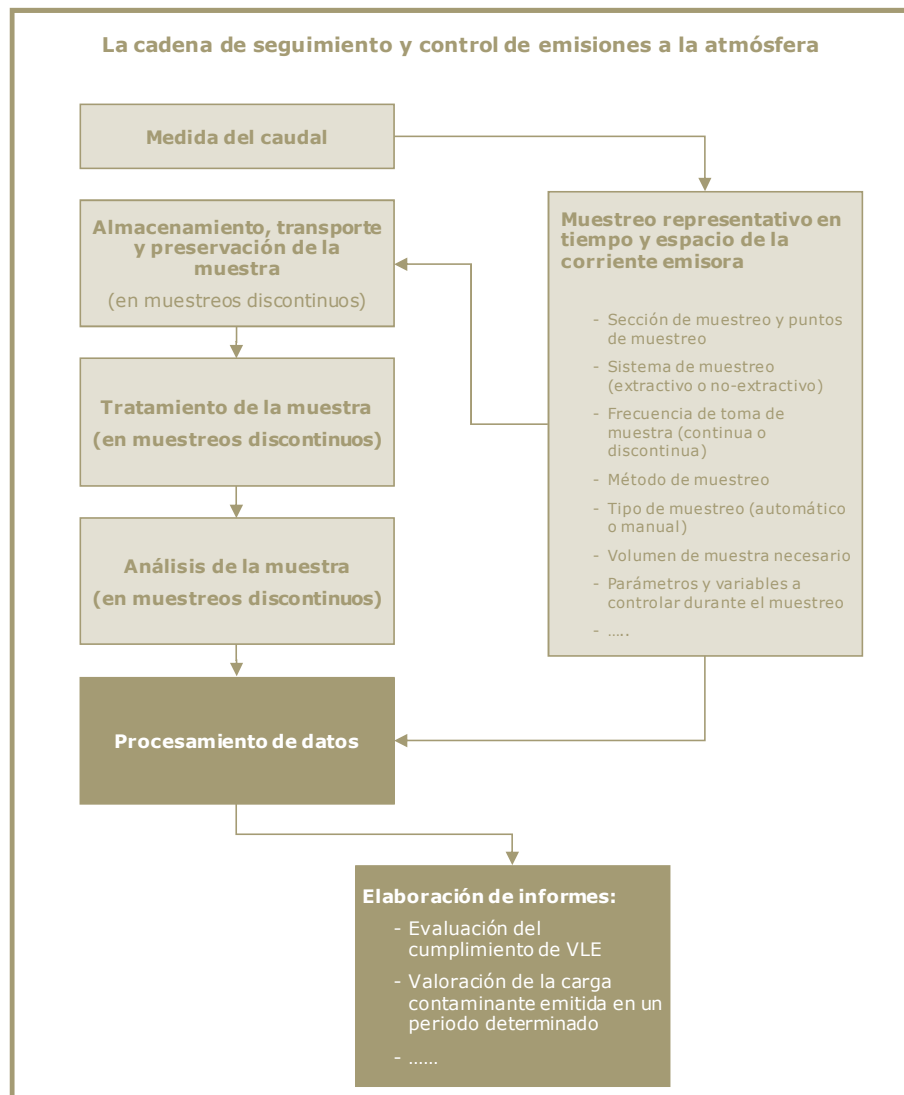 La cadena de seguimiento y control de emisiones a la atmósfera
Medida del caudal
Almacenamiento, transporte
y preservación de la
muestra
(en muestreos discontinuos)
Tratamiento de la muestra
(en muestreos discontinuos)
Análisis de la muestra
(en muestreos discontinuos)
Procesamiento de datos
Muestreo representativo en
tiempo y espacio de la
corriente emisora
- Sección de muestreo y puntos
de muestreo
- Sistema de muestreo
(extractivo o no-extractivo)
- Frecuencia de toma de
muestra (continua o
discontinua)
- Método de muestreo
- Tipo de muestreo (automático
o manual)
- Volumen de muestra necesario
- Parámetros y variables a
controlar durante el muestreo
- …..
Elaboración de informes:
- Evaluación del
cumplimiento de VLE
- Valoración de la carga
contaminante emitida en un
periodo determinado
- ……